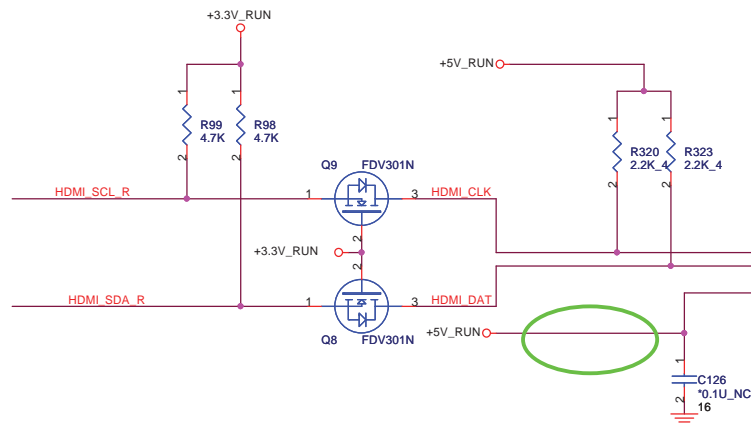 +3.3V_RUN
+5V_RUN
1
1
R99
4.7K
R98
4.7K
2
2
1
1
R320
2.2K_4
R323
2.2K_4
2
2
Q9
FDV301N
HDMI_SCL_R
1
3
HDMI_CLK
2
+3.3V_RUN
2
HDMI_SDA_R
1
3
HDMI_DAT
Q8
FDV301N
+5V_RUN
1
C126
*0.1U_NC
2
16